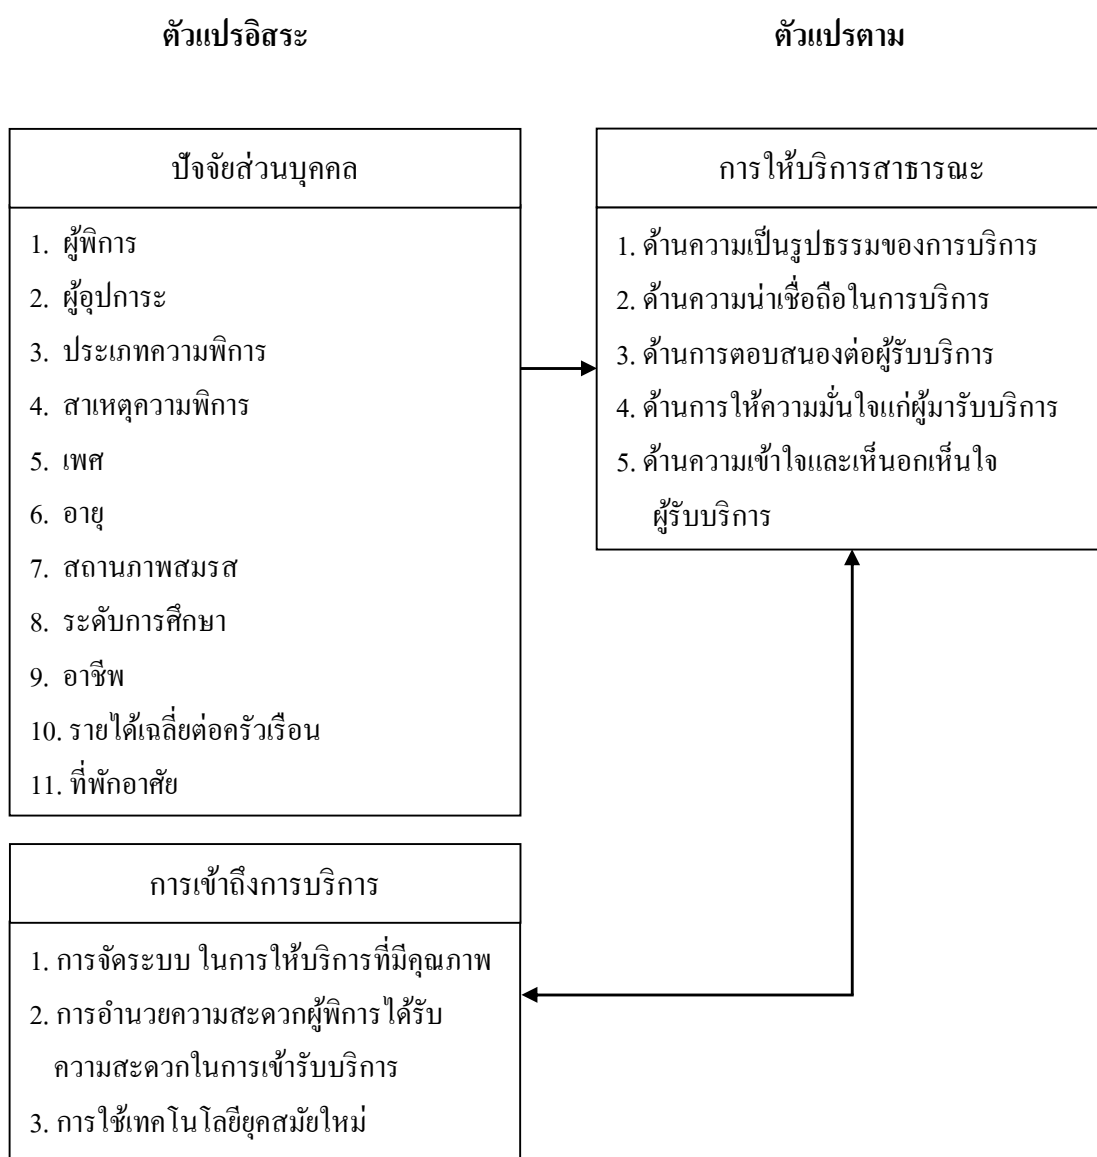 ตัวแปรอิสระ
ตัวแปรตาม
ปัจจัยส่วนบุคคล
1. ผู้พิการ
2. ผู้อุปการะ
3. ประเภทความพิการ
4. สาเหตุความพิการ
5. เพศ
6. อายุ
7. สถานภาพสมรส
8. ระดับการศึกษา
9. อาชีพ
10. รายได้เฉลี่ยต่อครัวเรือน
11. ที่พักอาศัย
การให้บริการสาธารณะ
1. ด้านความเป็นรูปธรรมของการบริการ
2. ด้านความน่าเชื่อถือในการบริการ
3. ด้านการตอบสนองต่อผู้รับบริการ
4. ด้านการให้ความมั่นใจแก่ผู้มารับบริการ
5. ด้านความเข้าใจและเห็นอกเห็นใจ
ผู้รับบริการ
การเข้าถึงการบริการ
1. การจัดระบบ ในการให้บริการที่มีคุณภาพ
2. การอำนวยความสะดวกผู้พิการได้รับ
ความสะดวกในการเข้ารับบริการ
3. การใช้เทคโนโลยียุคสมัยใหม่